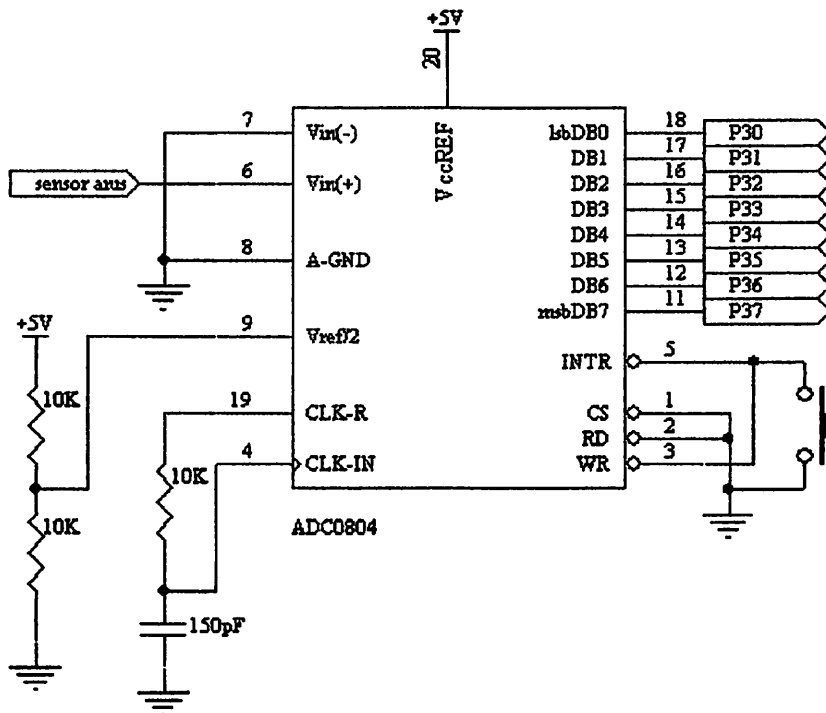 +5V
20
VccREF
7
Vin(-)
sensor arus
6
Vin(+)
8
A-GND
+5V
9
Vref/2
10K
19
CLK-R
4
CLK-IN
10K
10K
150pF
ADC0804
lsbDB0
18
P30
DB1
17
P31
DB2
16
P32
DB3
15
P33
DB4
14
P34
DB5
13
P35
DB6
12
P36
msbDB7
11
P37
INTR
5
CS
1
RD
2
WR
3